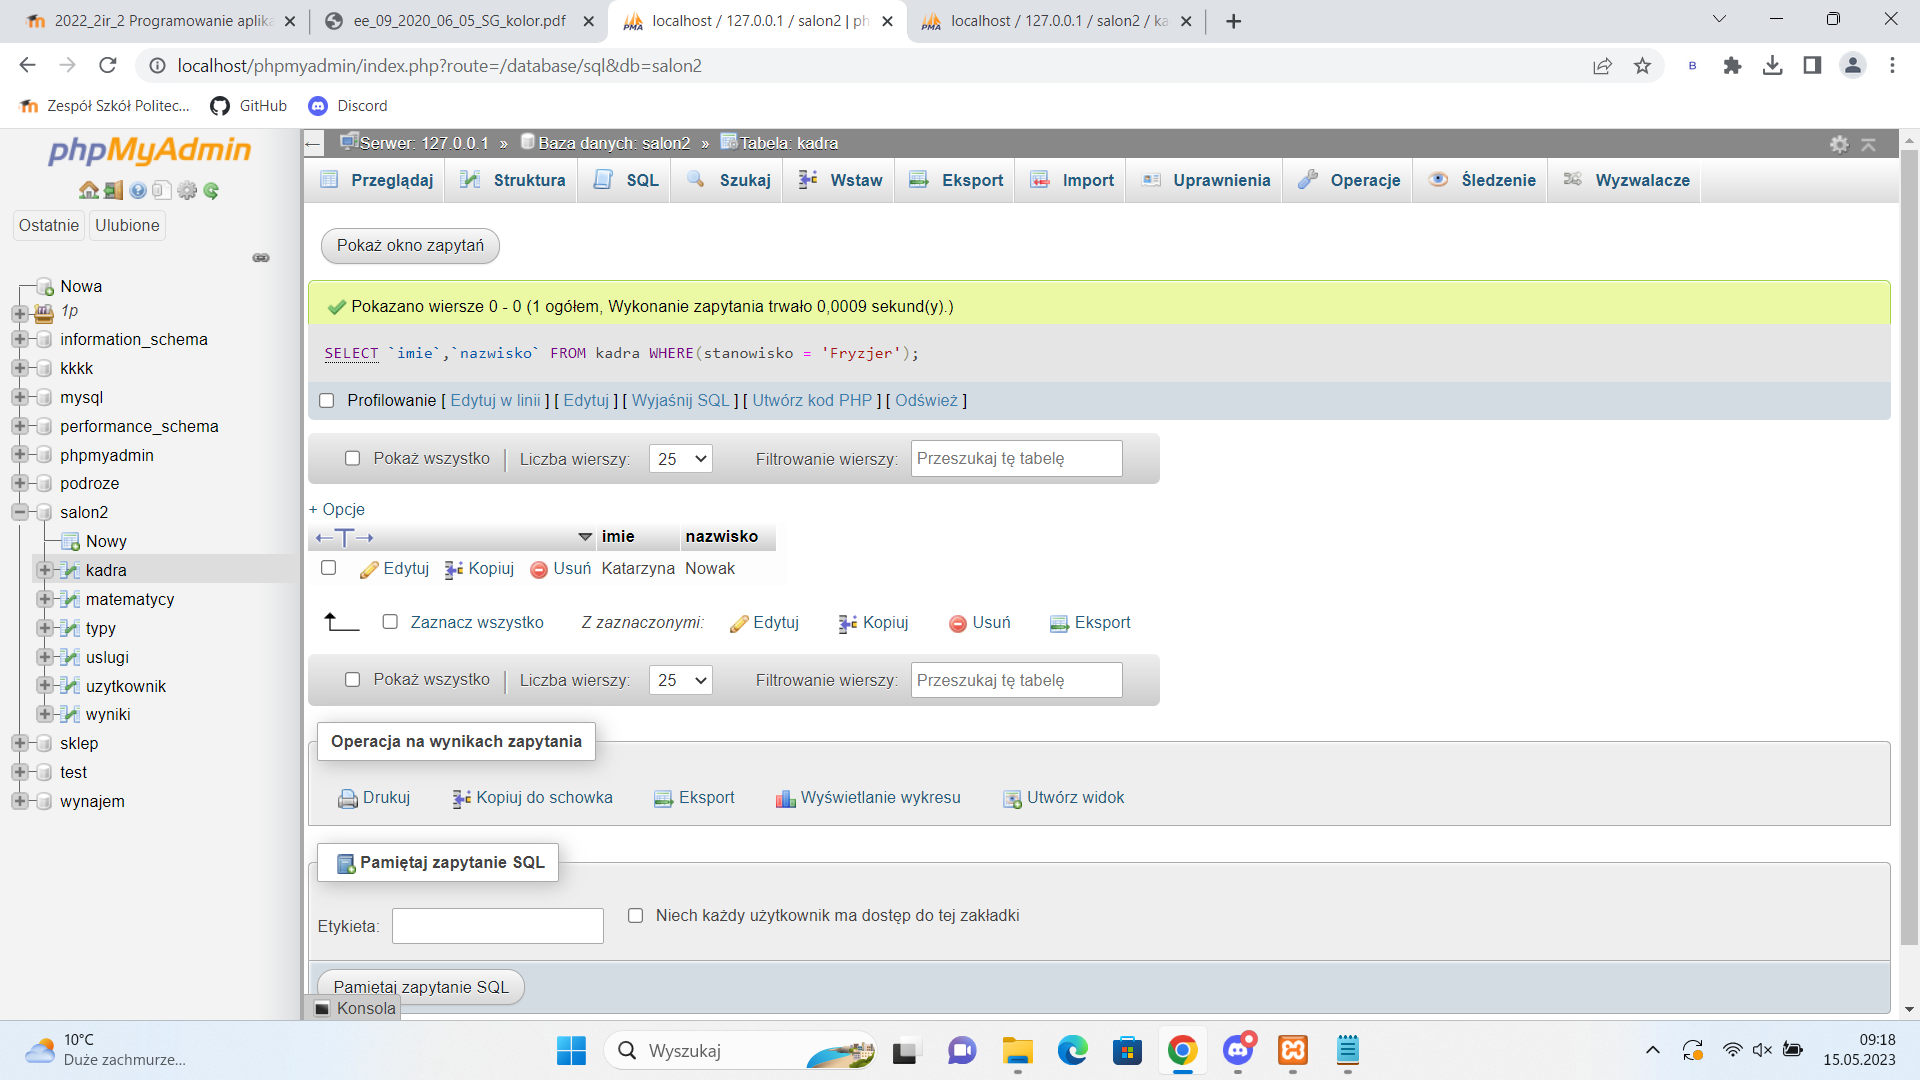 2022_2ir_2 Programowanie aplika
ee_09_2020_06_05_SG_kolor.pdf
localhost / 127.0.0.1 / salon2 | ph
localhost / 127.0.0.1 / salon2 / ka
localhost/phpmyadmin/index.php?route=/database/sql&db=salon2
B
Zespół Szkół Politec...
GitHub
Discord
phpMyAdmin
Ostatnie
Ulubione
Nowa
1p
information_schema
kkkk
mysql
performance_schema
phpmyadmin
podroze
salon2
Nowy
kadra
matematycy
typy
uslugi
uzytkownik
wyniki
sklep
test
wynajem
Serwer: 127.0.0.1 » Baza danych: salon2 » Tabela: kadra
Przeglądaj
Struktura
SQL
Szukaj
Wstaw
Eksport
Import
Uprawnienia
Operacje
Śledzenie
Wyzwalacze
Pokaż okno zapytań
Pokazano wiersze 0 - 0 (1 ogółem, Wykonanie zapytania trwało 0,0009 sekund(y).)
SELECT `imie`,`nazwisko` FROM kadra WHERE(stanowisko = 'Fryzjer');
Profilowanie [ Edytuj w linii ] [ Edytuj ] [ Wyjaśnij SQL ] [ Utwórz kod PHP ] [ Odśwież ]
Pokaż wszystko
Liczba wierszy:
25
Filtrowanie wierszy:
Przeszukaj tę tabelę
+ Opcje
←T→
imie
nazwisko
Edytuj
Kopiuj
Usuń
Katarzyna
Nowak
Zaznacz wszystko
Z zaznaczonymi:
Edytuj
Kopiuj
Usuń
Eksport
Pokaż wszystko
Liczba wierszy:
25
Filtrowanie wierszy:
Przeszukaj tę tabelę
Operacja na wynikach zapytania
Drukuj
Kopiuj do schowka
Eksport
Wyświetlanie wykresu
Utwórz widok
Pamiętaj zapytanie SQL
Etykieta:
Niech każdy użytkownik ma dostęp do tej zakładki
Pamiętaj zapytanie SQL
Konsola
10°C
Duże zachmurze...
Wyszukaj
09:18
15.05.2023